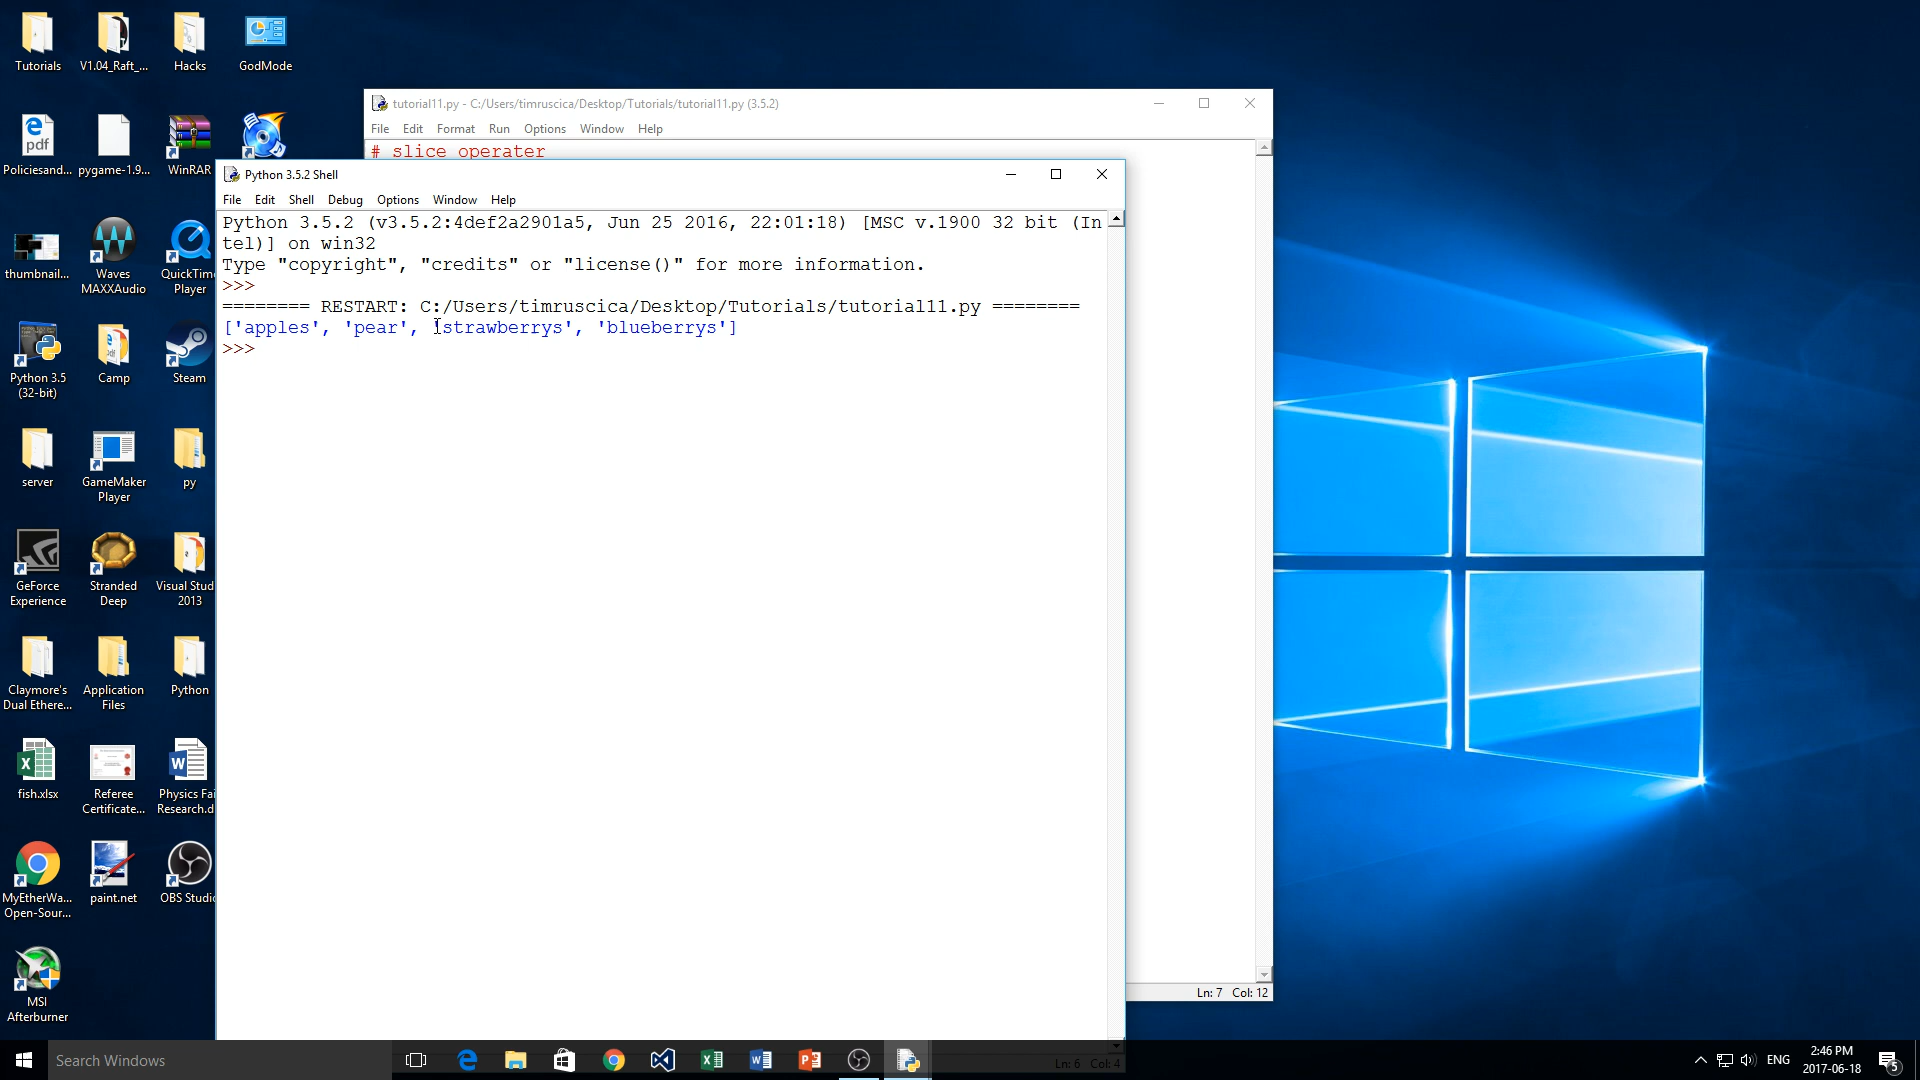 Tutorials
V1.04_Raft_...
Hacks
GodMode
Policiesand...
pygame-1.9...
WinRAR
thumbnail...
Waves
MAXXAudio
QuickTime
Player
Python 3.5
(32-bit)
Camp
Steam
server
GameMaker
Player
py
GeForce
Experience
Stranded
Deep
Visual Stud
2013
Claymore's
Dual Ethere...
Application
Files
Python
fish.xlsx
Referee
Certificate...
Physics Fai
Research.d
MyEtherWa...
Open-Sour...
paint.net
OBS Studio
MSI
Afterburner
tutorial11.py - C:/Users/timruscica/Desktop/Tutorials/tutorial11.py (3.5.2)
File Edit Format Run Options Window Help
# slice operater
Ln: 7 Col: 12
Python 3.5.2 Shell
File Edit Shell Debug Options Window Help
Python 3.5.2 (v3.5.2:4def2a2901a5, Jun 25 2016, 22:01:18) [MSC v.1900 32 bit (In
tel)] on win32
Type "copyright", "credits" or "license()" for more information.
>>>
======== RESTART: C:/Users/timruscica/Desktop/Tutorials/tutorial11.py ========
['apples', 'pear', 'strawberrys', 'blueberrys']
>>>
Ln: 6 Col: 4
Search Windows
ENG
2:46 PM
2017-06-18
5